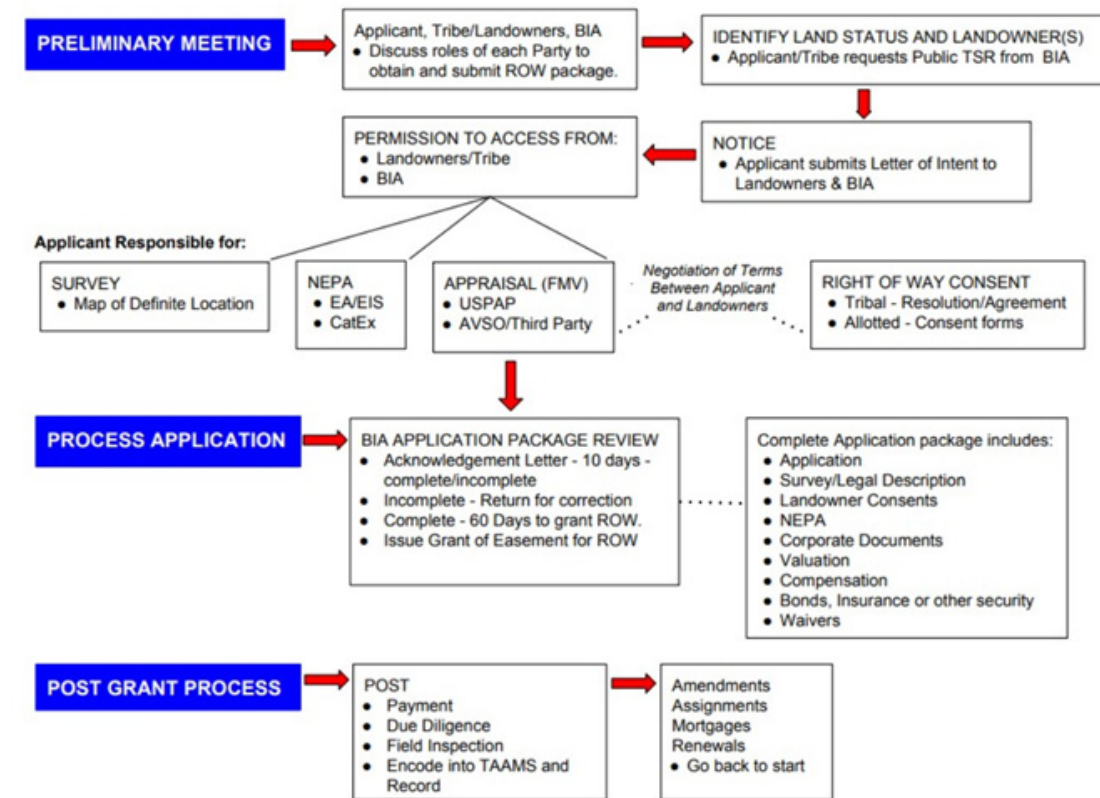 PRELIMINARY MEETING
Applicant, Tribe/Landowners, BIA
● Discuss roles of each Party to
obtain and submit ROW package.
IDENTIFY LAND STATUS AND LANDOWNER(S)
● Applicant/Tribe requests Public TSR from BIA
NOTICE
● Applicant submits Letter of Intent to
Landowners & BIA
PERMISSION TO ACCESS FROM:
● Landowners/Tribe
● BIA
Applicant Responsible for:
SURVEY
● Map of Definite Location
NEPA
● EA/EIS
● CatEx
APPRAISAL (FMV)
● USPAP
● AVSO/Third Party
Negotiation of Terms
Between Applicant
and Landowners
RIGHT OF WAY CONSENT
● Tribal - Resolution/Agreement
● Allotted - Consent forms
PROCESS APPLICATION
BIA APPLICATION PACKAGE REVIEW
● Acknowledgement Letter - 10 days -
complete/incomplete
● Incomplete - Return for correction
● Complete - 60 Days to grant ROW.
● Issue Grant of Easement for ROW
Complete Application package includes:
● Application
● Survey/Legal Description
● Landowner Consents
● NEPA
● Corporate Documents
● Valuation
● Compensation
● Bonds, Insurance or other security
● Waivers
POST GRANT PROCESS
POST
● Payment
● Due Diligence
● Field Inspection
● Encode into TAAMS and
Record
Amendments
Assignments
Mortgages
Renewals
● Go back to start